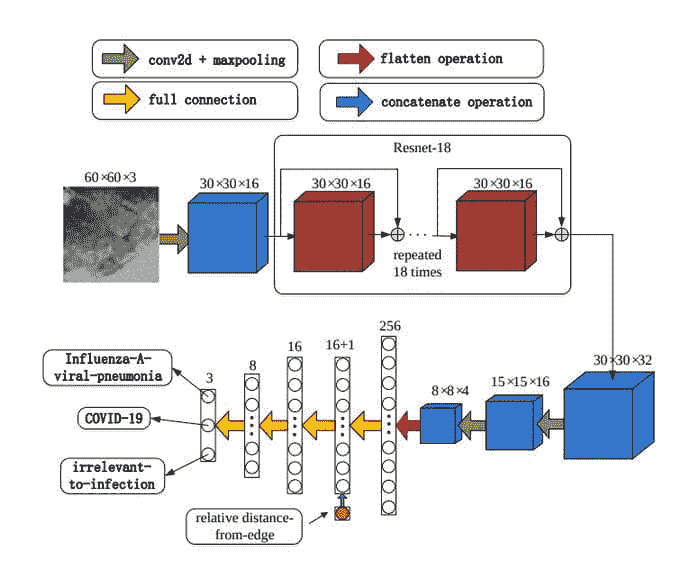 conv2d + maxpooling
flatten operation
full connection
concatenate operation
Resnet-18
60×60×3
30×30×16
30×30×16
30×30×16
repeated
18 times
30×30×32
15×15×16
8×8×4
256
16+1
16
8
3
Influenza-A-
viral-pneumonia
COVID-19
irrelevant-
to-infection
relative distance-
from-edge